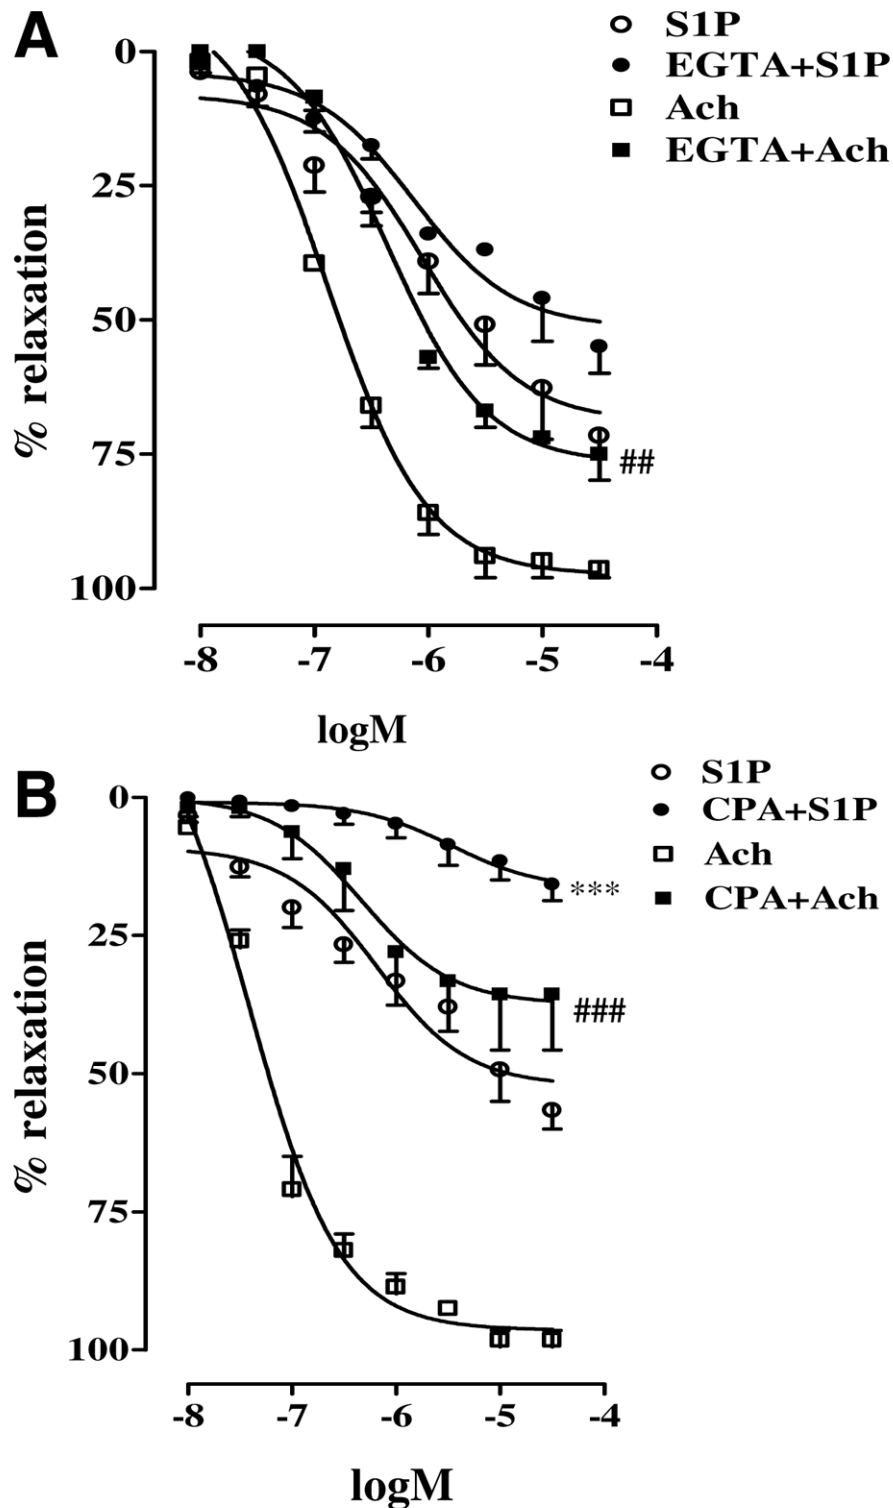 A
S1P
EGTA+S1P
Ach
EGTA+Ach
0
25
50
75
100
% relaxation
##
-8 -7 -6 -5 -4
logM
B
S1P
CPA+S1P
Ach
CPA+Ach
0
25
50
75
100
% relaxation
***
###
-8 -7 -6 -5 -4
logM